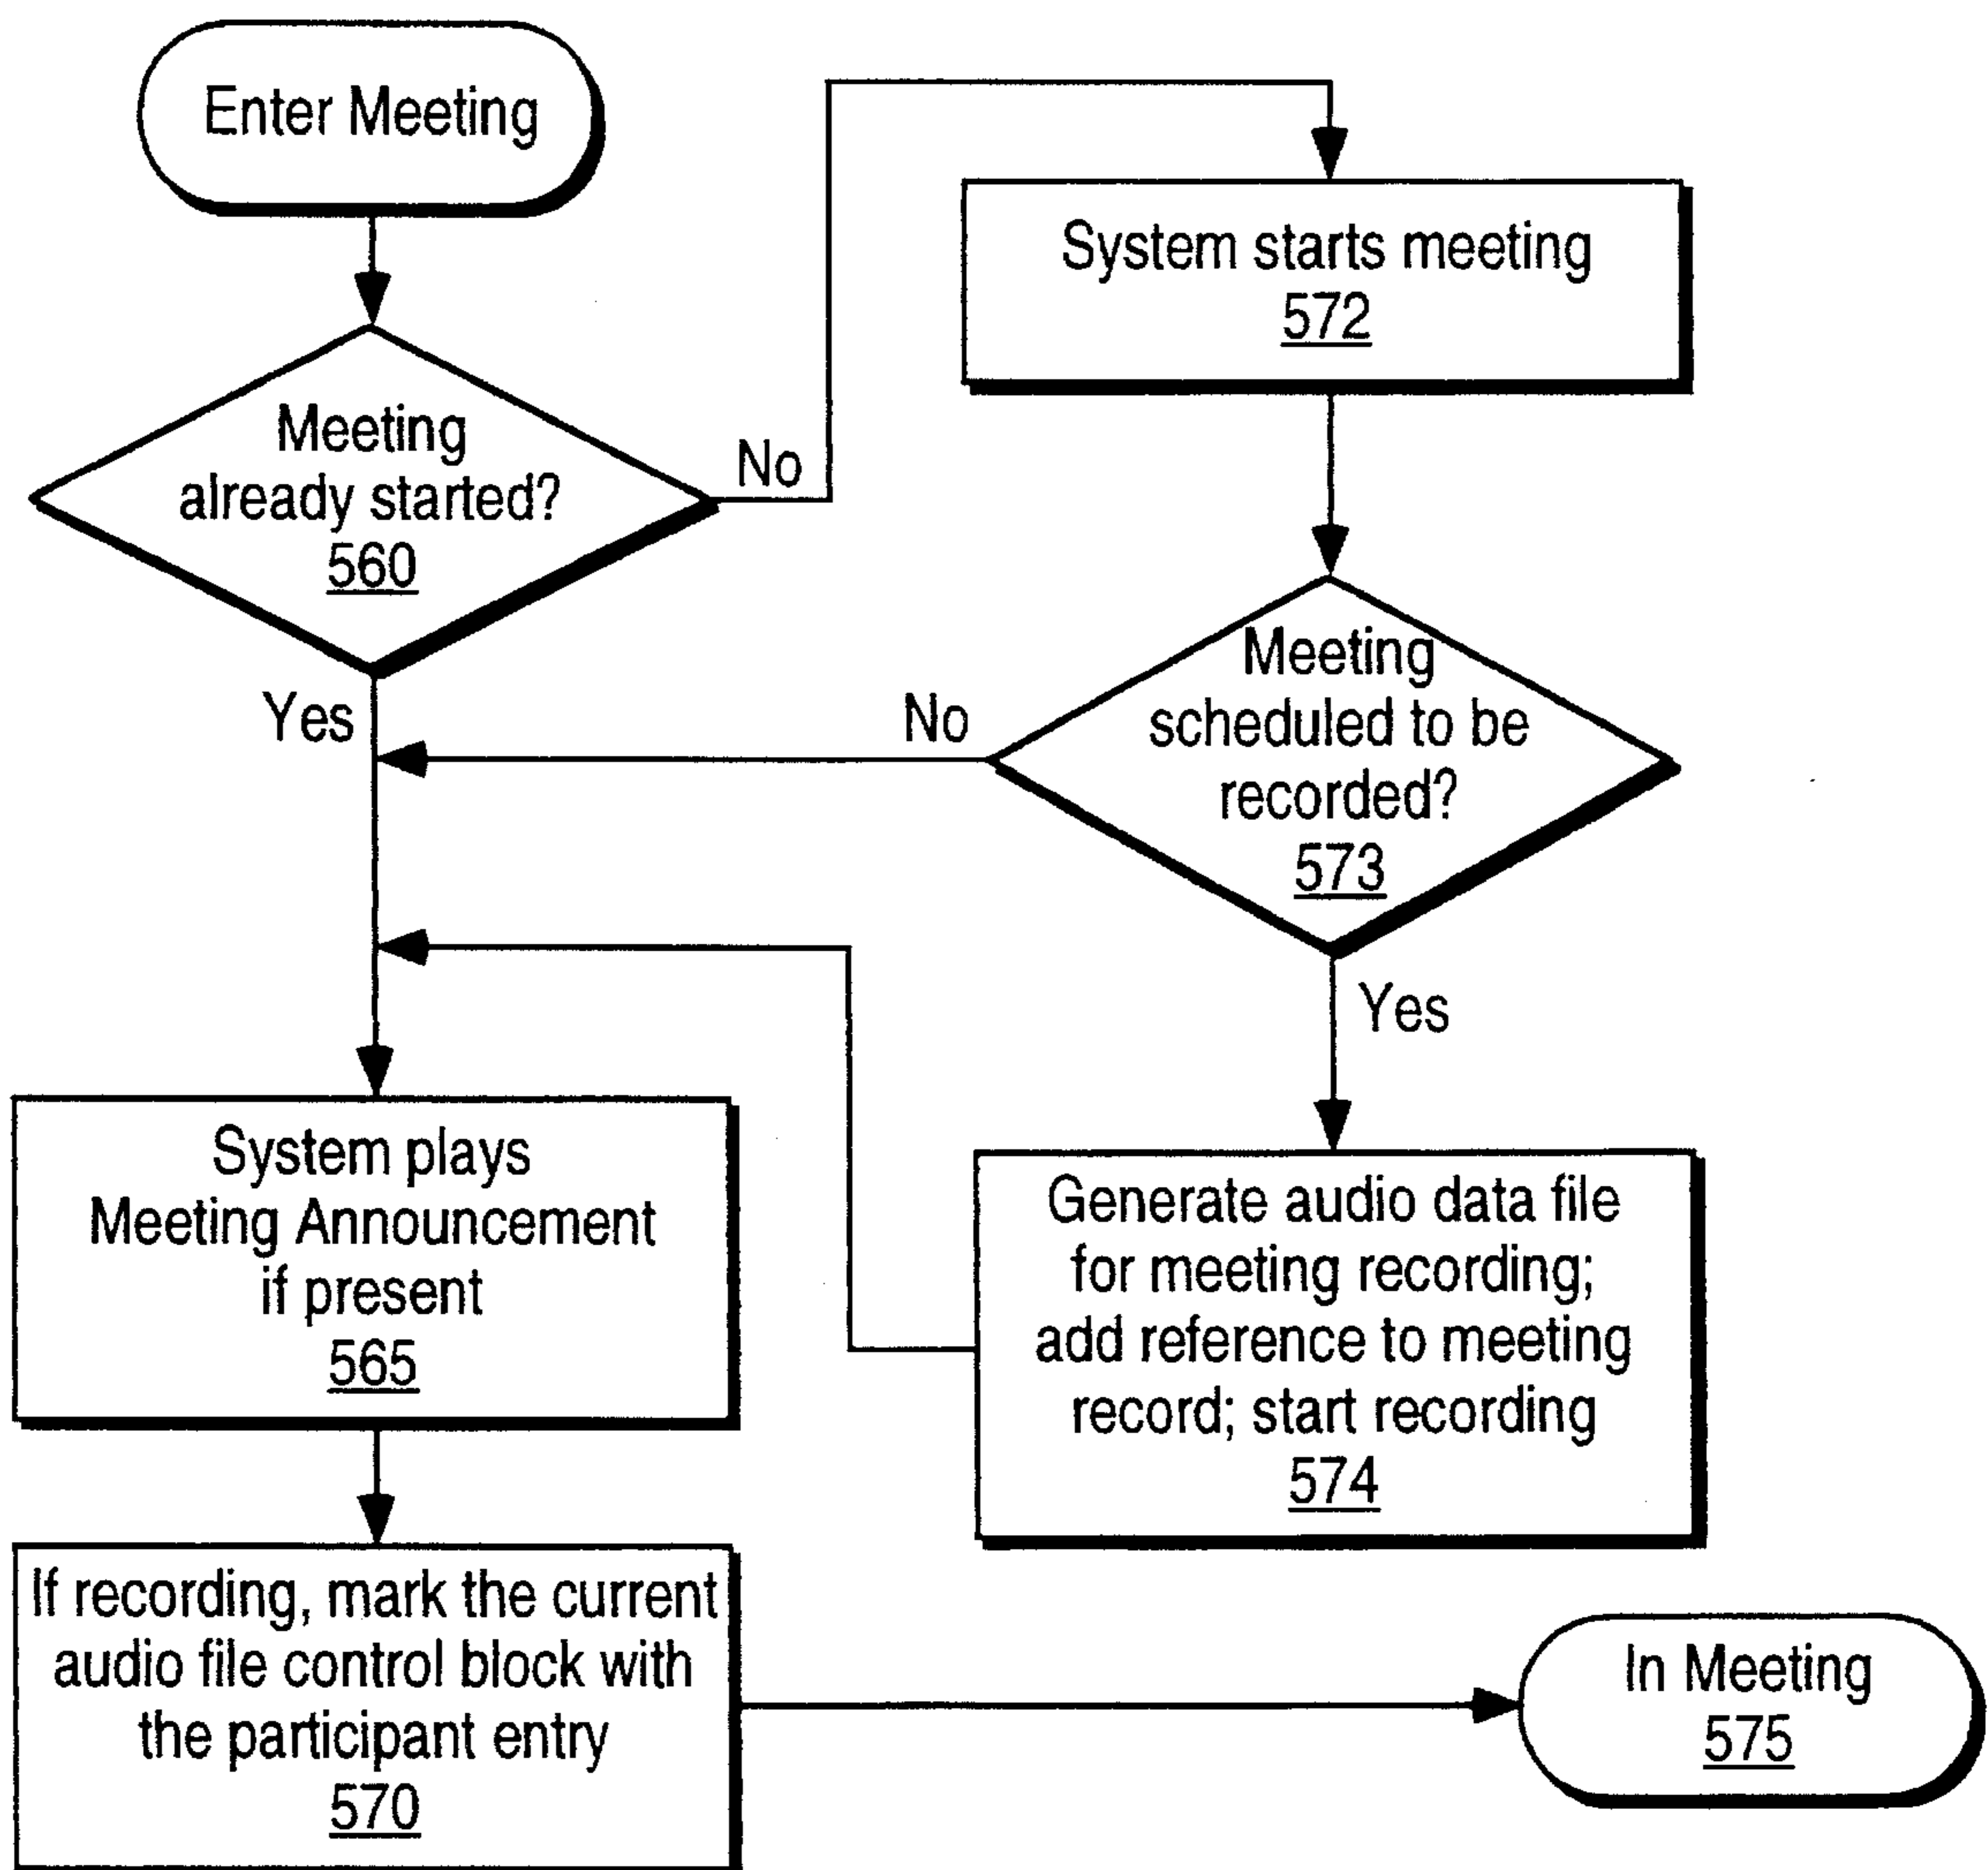 Enter Meeting
Meeting
already started?
560
No
Yes
System starts meeting
572
Meeting
scheduled to be
recorded?
573
No
Yes
Generate audio data file
for meeting recording;
add reference to meeting
record; start recording
574
System plays
Meeting Announcement
if present
565
If recording, mark the current
audio file control block with
the participant entry
570
In Meeting
575